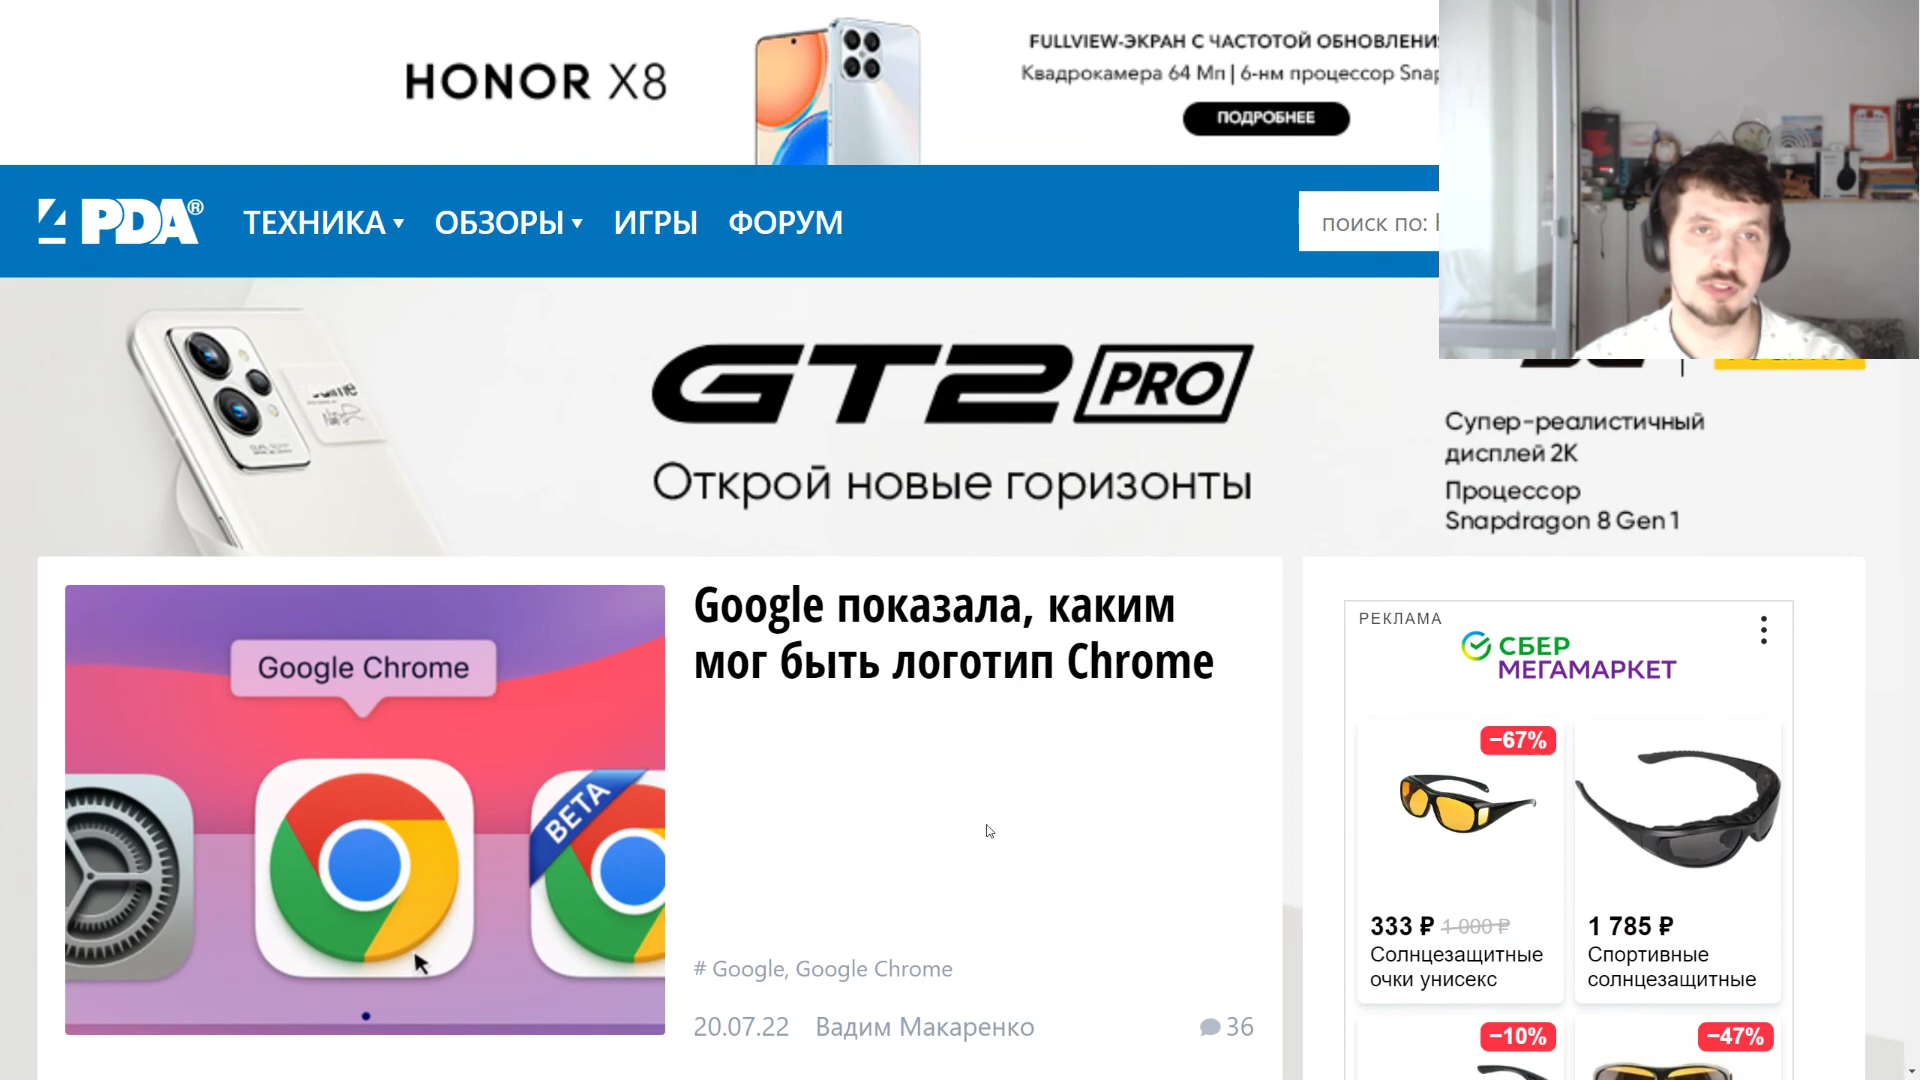 HONOR X8
FULLVIEW-ЭКРАН С ЧАСТОТОЙ
Квадрокамера 64 Мп | 6-нм процессор
ПОДРОБНЕЕ
4PDA®
ТЕХНИКА
ОБЗОРЫ
ИГРЫ
ФОРУМ
поиск по:
GT2 PRO
Открой новые горизонты
Супер-реалистичный
дисплей 2K
Процессор
Snapdragon 8 Gen 1
Google Chrome
BETA
Google показала, каким
мог быть логотип Chrome
# Google, Google Chrome
20.07.22 Вадим Макаренко 36
РЕКЛАМА
СБЕР
МЕГАМАРКЕТ
−67%
333 ₽ 1 000 ₽
Солнцезащитные
очки унисекс
1 785 ₽
Спортивные
солнцезащитные
−10%
−47%